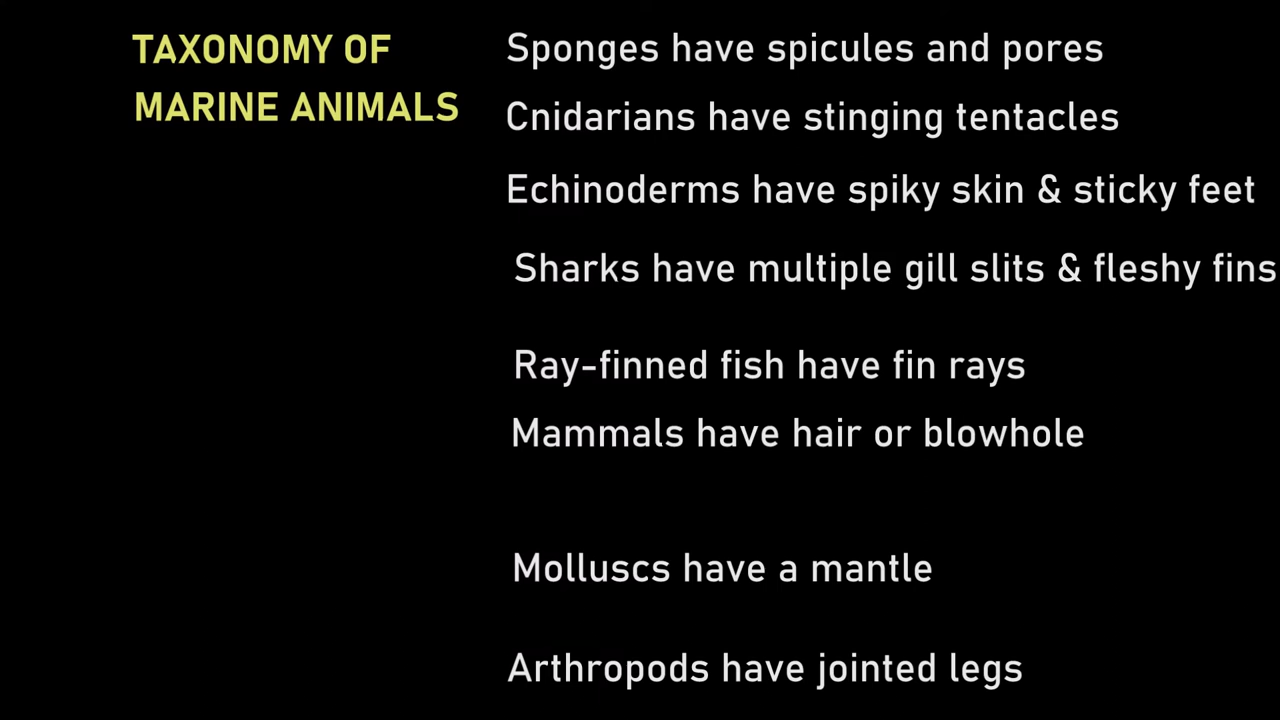 TAXONOMY OF
MARINE ANIMALS
Sponges have spicules and pores
Cnidarians have stinging tentacles
Echinoderms have spiky skin & sticky feet
Sharks have multiple gill slits & fleshy fins
Ray-finned fish have fin rays
Mammals have hair or blowhole
Molluscs have a mantle
Arthropods have jointed legs